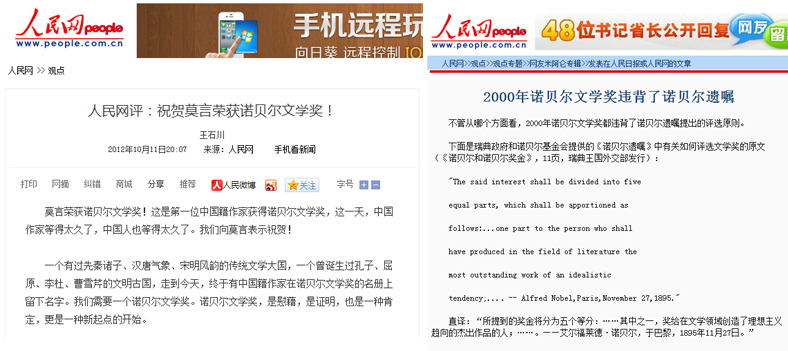 人民网 people
www.people.com.cn
手机远程玩
向日葵 远程控制 IO
人民网 >> 观点
人民网评：祝贺莫言荣获诺贝尔文学奖！
王石川
2012年10月11日20:07 来源：人民网 手机看新闻
打印 网摘 纠错 商城 分享 推荐 人民微博 关注 字号
莫言荣获诺贝尔文学奖！这是第一位中国籍作家获得诺贝尔文学奖，这一天，中国
作家等得太久了，中国人也等得太久了。我们向莫言表示祝贺！
一个有过先秦诸子、汉唐气象、宋明风韵的传统文学大国，一个曾诞生过孔子、屈
原、李杜、曹雪芹的文明古国，走到今天，终于有中国籍作家在诺贝尔文学奖的名册上
留下名字。我们需要一个诺贝尔文学奖。诺贝尔文学奖，是慰藉，是证明，也是一种肯
定，更是一种新起点的开始。
人民网 people
www.people.com.cn
48位书记省长公开回复 网友 留
人民网>>观点>>观点专题>>网友米阿仑专辑>>发表在人民日报或人民网的文章
2000年诺贝尔文学奖违背了诺贝尔遗嘱
不管从哪个方面看，2000年诺贝尔文学奖都违背了诺贝尔遗嘱提出的评选原则。
下面是瑞典政府和诺贝尔基金会提供的《诺贝尔遗嘱》中有关如何评选文学奖的原文
（《诺贝尔和诺贝尔奖金》，11页，瑞典王国外交部发行）：
"The said interest shall be divided into five
equal parts, which shall be apportioned as
follows:...one part to the person who shall
have produced in the field of literature the
most outstanding work of an idealistic
tendency;.... -- Alfred Nobel,Paris,November 27,1895."
直译：“所提到的奖金将分为五个等分：……其中之一，奖给在文学领域创造了理想主义
趋向的杰出作品的人；……。－－艾尔福莱德·诺贝尔，于巴黎，1895年11月27日。”